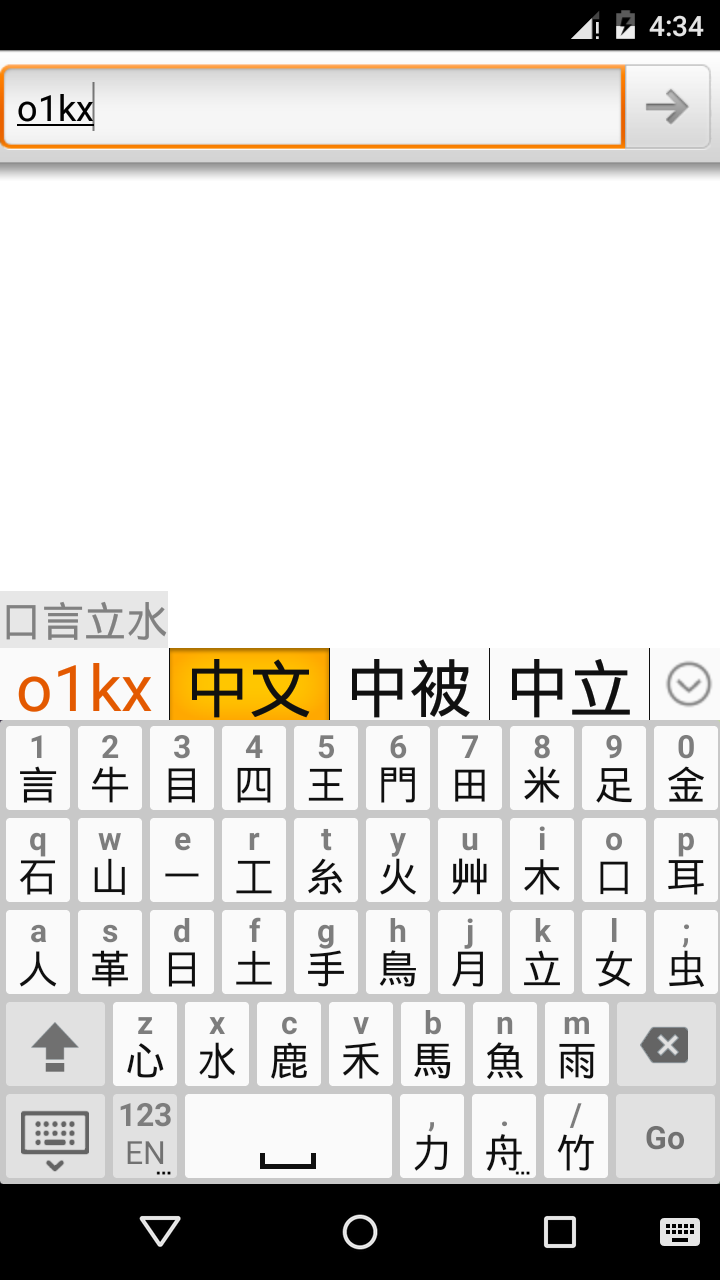 4:34
o1kx
口言立水
o1kx 中文 中被 中立
1 2 3 4 5 6 7 8 9 0
言 牛 目 四 王 門 田 米 足 金
q w e r t y u i o p
石 山 一 工 糸 火 艸 木 口 耳
a s d f g h j k l ;
人 革 日 土 手 鳥 月 立 女 虫
z x c v b n m
心 水 鹿 禾 馬 魚 雨
123 , . /
EN... 力 舟... 竹 Go